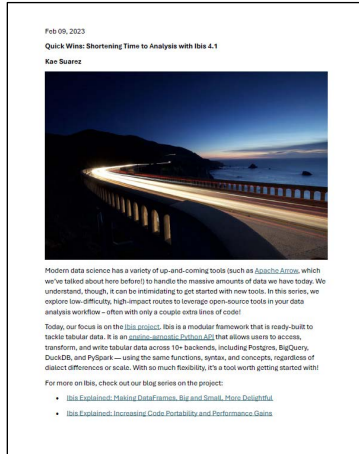 Feb 09, 2023
Quick Wins: Shortening Time to Analysis with Ibis 4.1
Kae Suarez
Modern data science has a variety of up-and-coming tools (such as Apache Arrow, which
we've talked about here before!) to handle the massive amounts of data we have today. We
understand, though, it can be intimidating to get started with new tools. In this series, we
explore low-difficulty, high-impact routes to leverage open-source tools in your data
analysis workflow – often with only a couple extra lines of code!
Today, our focus is on the Ibis project. Ibis is a modular framework that is ready-built to
tackle tabular data. It is an engine-agnostic Python API that allows users to access,
transform, and write tabular data across 10+ backends, including Postgres, BigQuery,
DuckDB, and PySpark — using the same functions, syntax, and concepts, regardless of
dialect differences or scale. With so much flexibility, it's a tool worth getting started with!
For more on Ibis, check out our blog series on the project:
• Ibis Explained: Making DataFrames, Big and Small, More Delightful
• Ibis Explained: Increasing Code Portability and Performance Gains